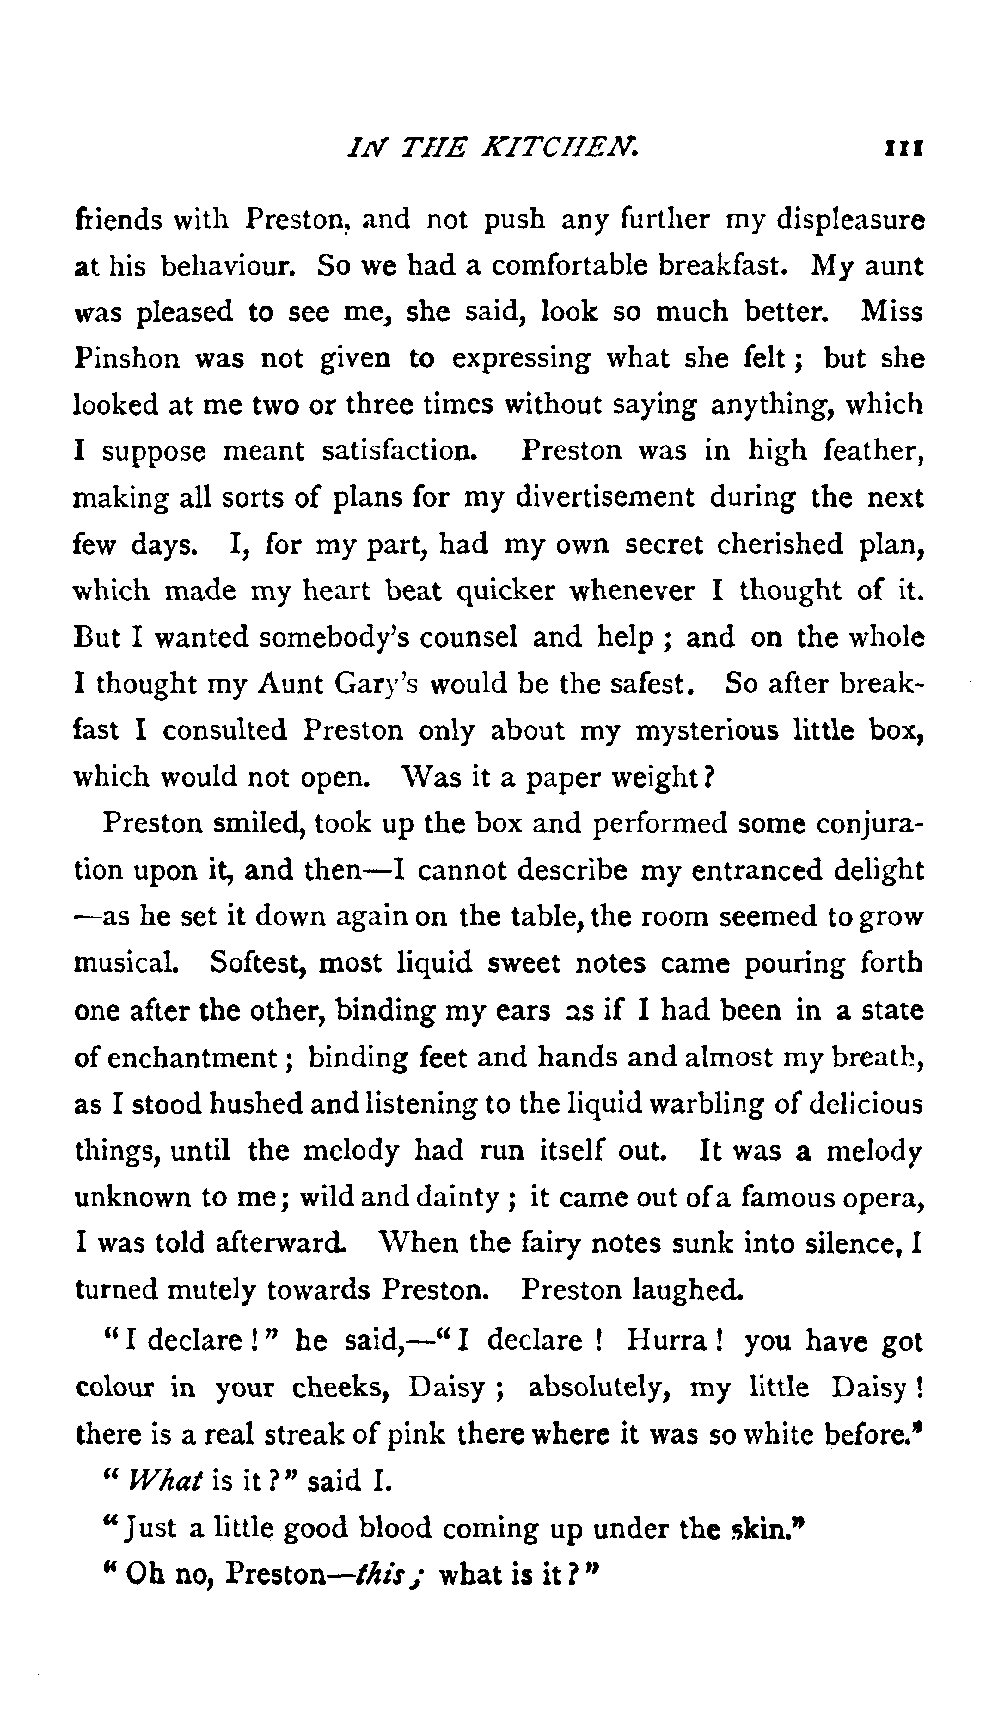 IN THE KITCHEN. 111
friends with Preston, and not push any further my displeasure
at his behaviour. So we had a comfortable breakfast. My aunt
was pleased to see me, she said, look so much better. Miss
Pinshon was not given to expressing what she felt ; but she
looked at me two or three times without saying anything, which
I suppose meant satisfaction. Preston was in high feather,
making all sorts of plans for my divertisement during the next
few days. I, for my part, had my own secret cherished plan,
which made my heart beat quicker whenever I thought of it.
But I wanted somebody's counsel and help ; and on the whole
I thought my Aunt Gary's would be the safest. So after break-
fast I consulted Preston only about my mysterious little box,
which would not open. Was it a paper weight?
Preston smiled, took up the box and performed some conjura-
tion upon it, and then—I cannot describe my entranced delight
—as he set it down again on the table, the room seemed to grow
musical. Softest, most liquid sweet notes came pouring forth
one after the other, binding my ears as if I had been in a state
of enchantment ; binding feet and hands and almost my breath,
as I stood hushed and listening to the liquid warbling of delicious
things, until the melody had run itself out. It was a melody
unknown to me; wild and dainty ; it came out of a famous opera,
I was told afterward. When the fairy notes sunk into silence, I
turned mutely towards Preston. Preston laughed.
"I declare !" he said,—"I declare ! Hurra ! you have got
colour in your cheeks, Daisy ; absolutely, my little Daisy !
there is a real streak of pink there where it was so white before."
"What is it ?" said I.
"Just a little good blood coming up under the skin."
"Oh no, Preston—this; what is it ?"